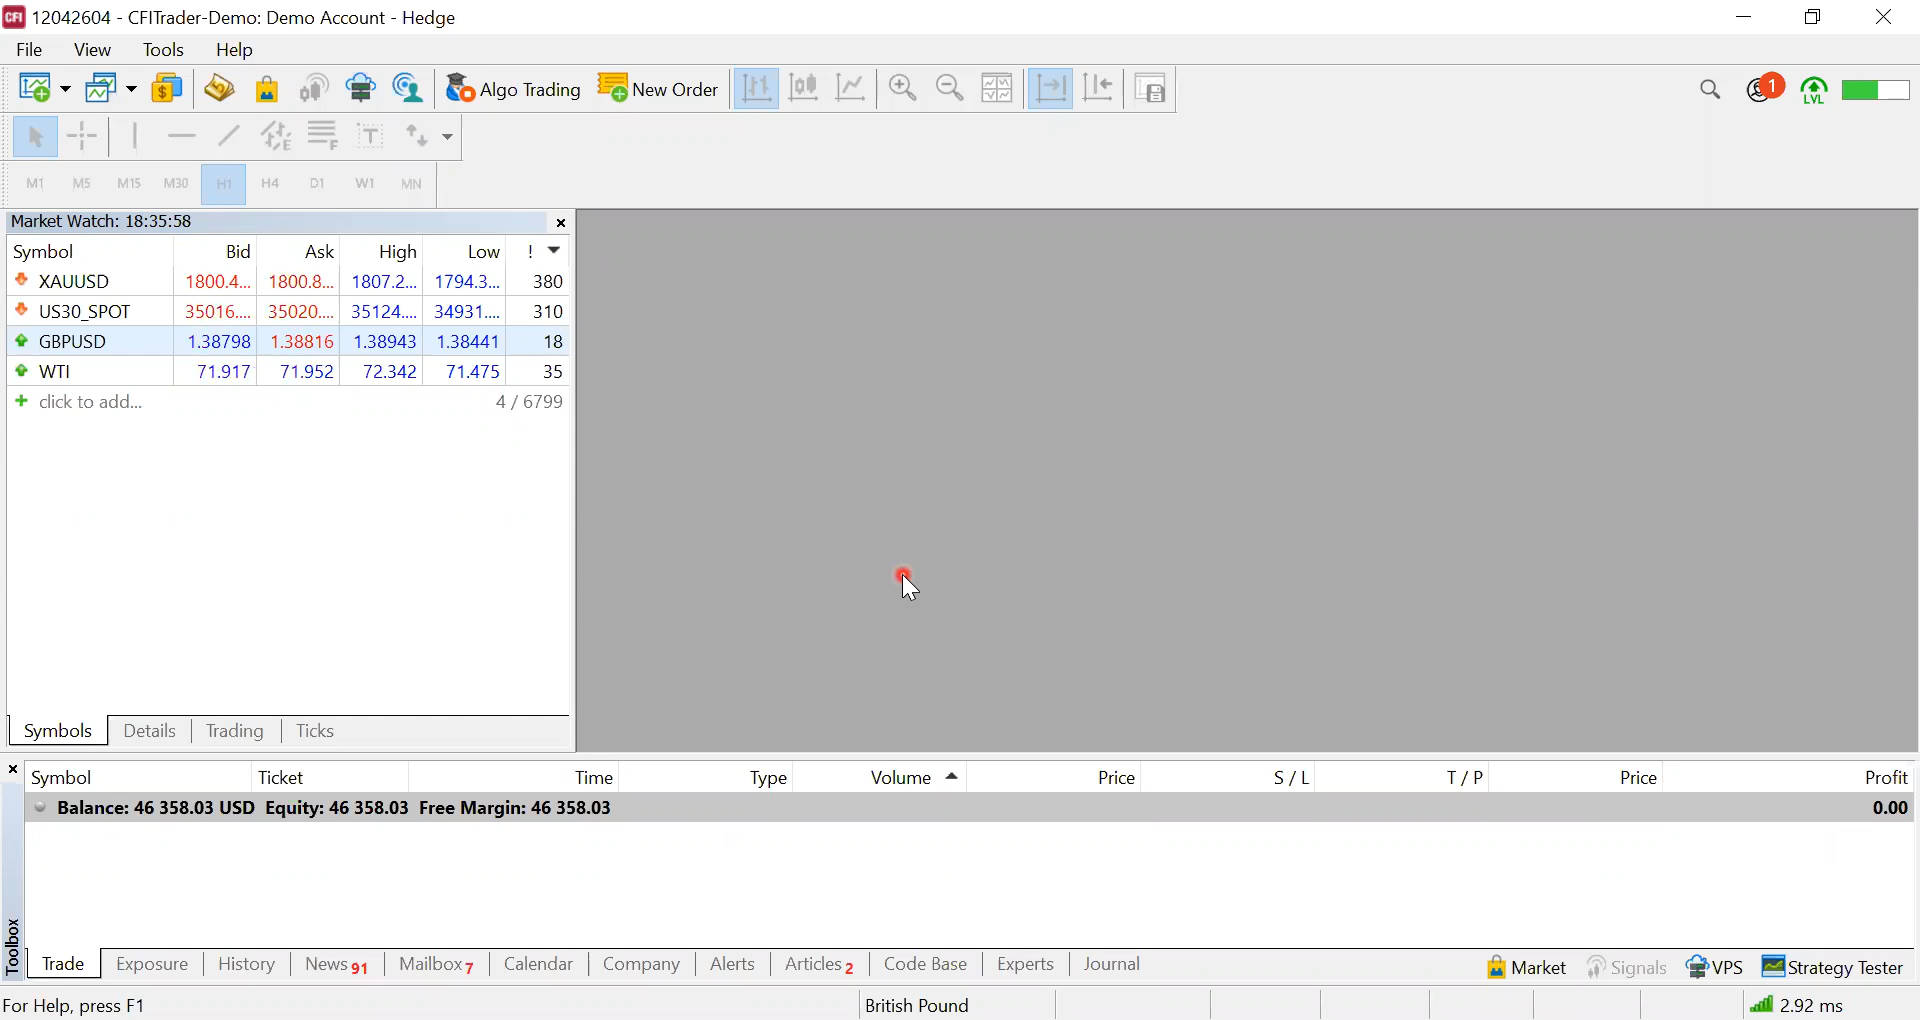 CFI 12042604 - CFITrader-Demo: Demo Account - Hedge
File View Tools Help
Algo Trading New Order 1 LVL
E F T
M1 M5 M15 M30 H1 H4 D1 W1 MN
Market Watch: 18:35:58
Symbol Bid Ask High Low !
XAUUSD 1800.4... 1800.8... 1807.2... 1794.3... 380
US30_SPOT 35016.... 35020.... 35124.... 34931.... 310
GBPUSD 1.38798 1.38816 1.38943 1.38441 18
WTI 71.917 71.952 72.342 71.475 35
click to add... 4 / 6799
Symbols Details Trading Ticks
Symbol Ticket Time Type Volume Price S / L T / P Price Profit
Balance: 46 358.03 USD Equity: 46 358.03 Free Margin: 46 358.03 0.00
Toolbox
Trade Exposure History News 91 Mailbox 7 Calendar Company Alerts Articles 2 Code Base Experts Journal Market Signals VPS Strategy Tester
For Help, press F1 British Pound 2.92 ms